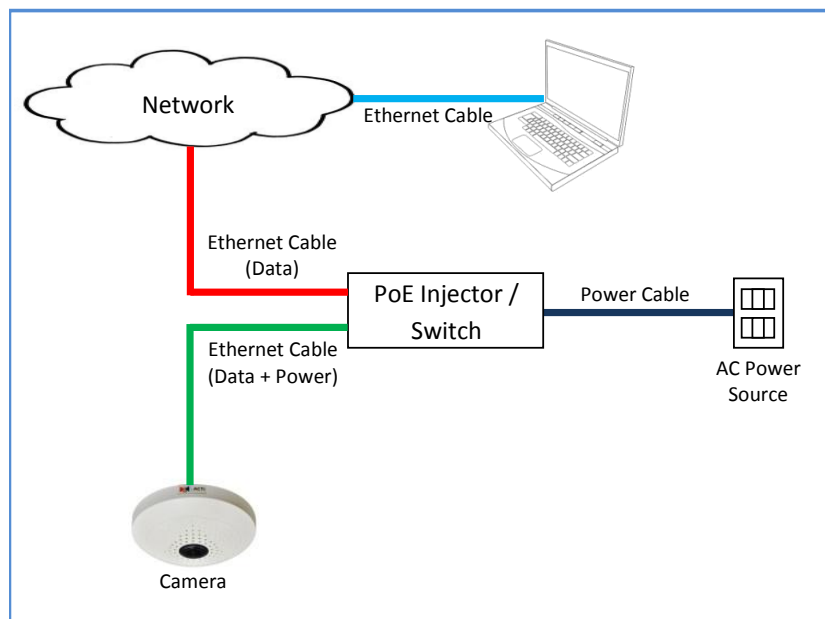 Network
Ethernet Cable
Ethernet Cable
(Data)
PoE Injector /
Switch
Power Cable
Ethernet Cable
(Data + Power)
AC Power
Source
Camera